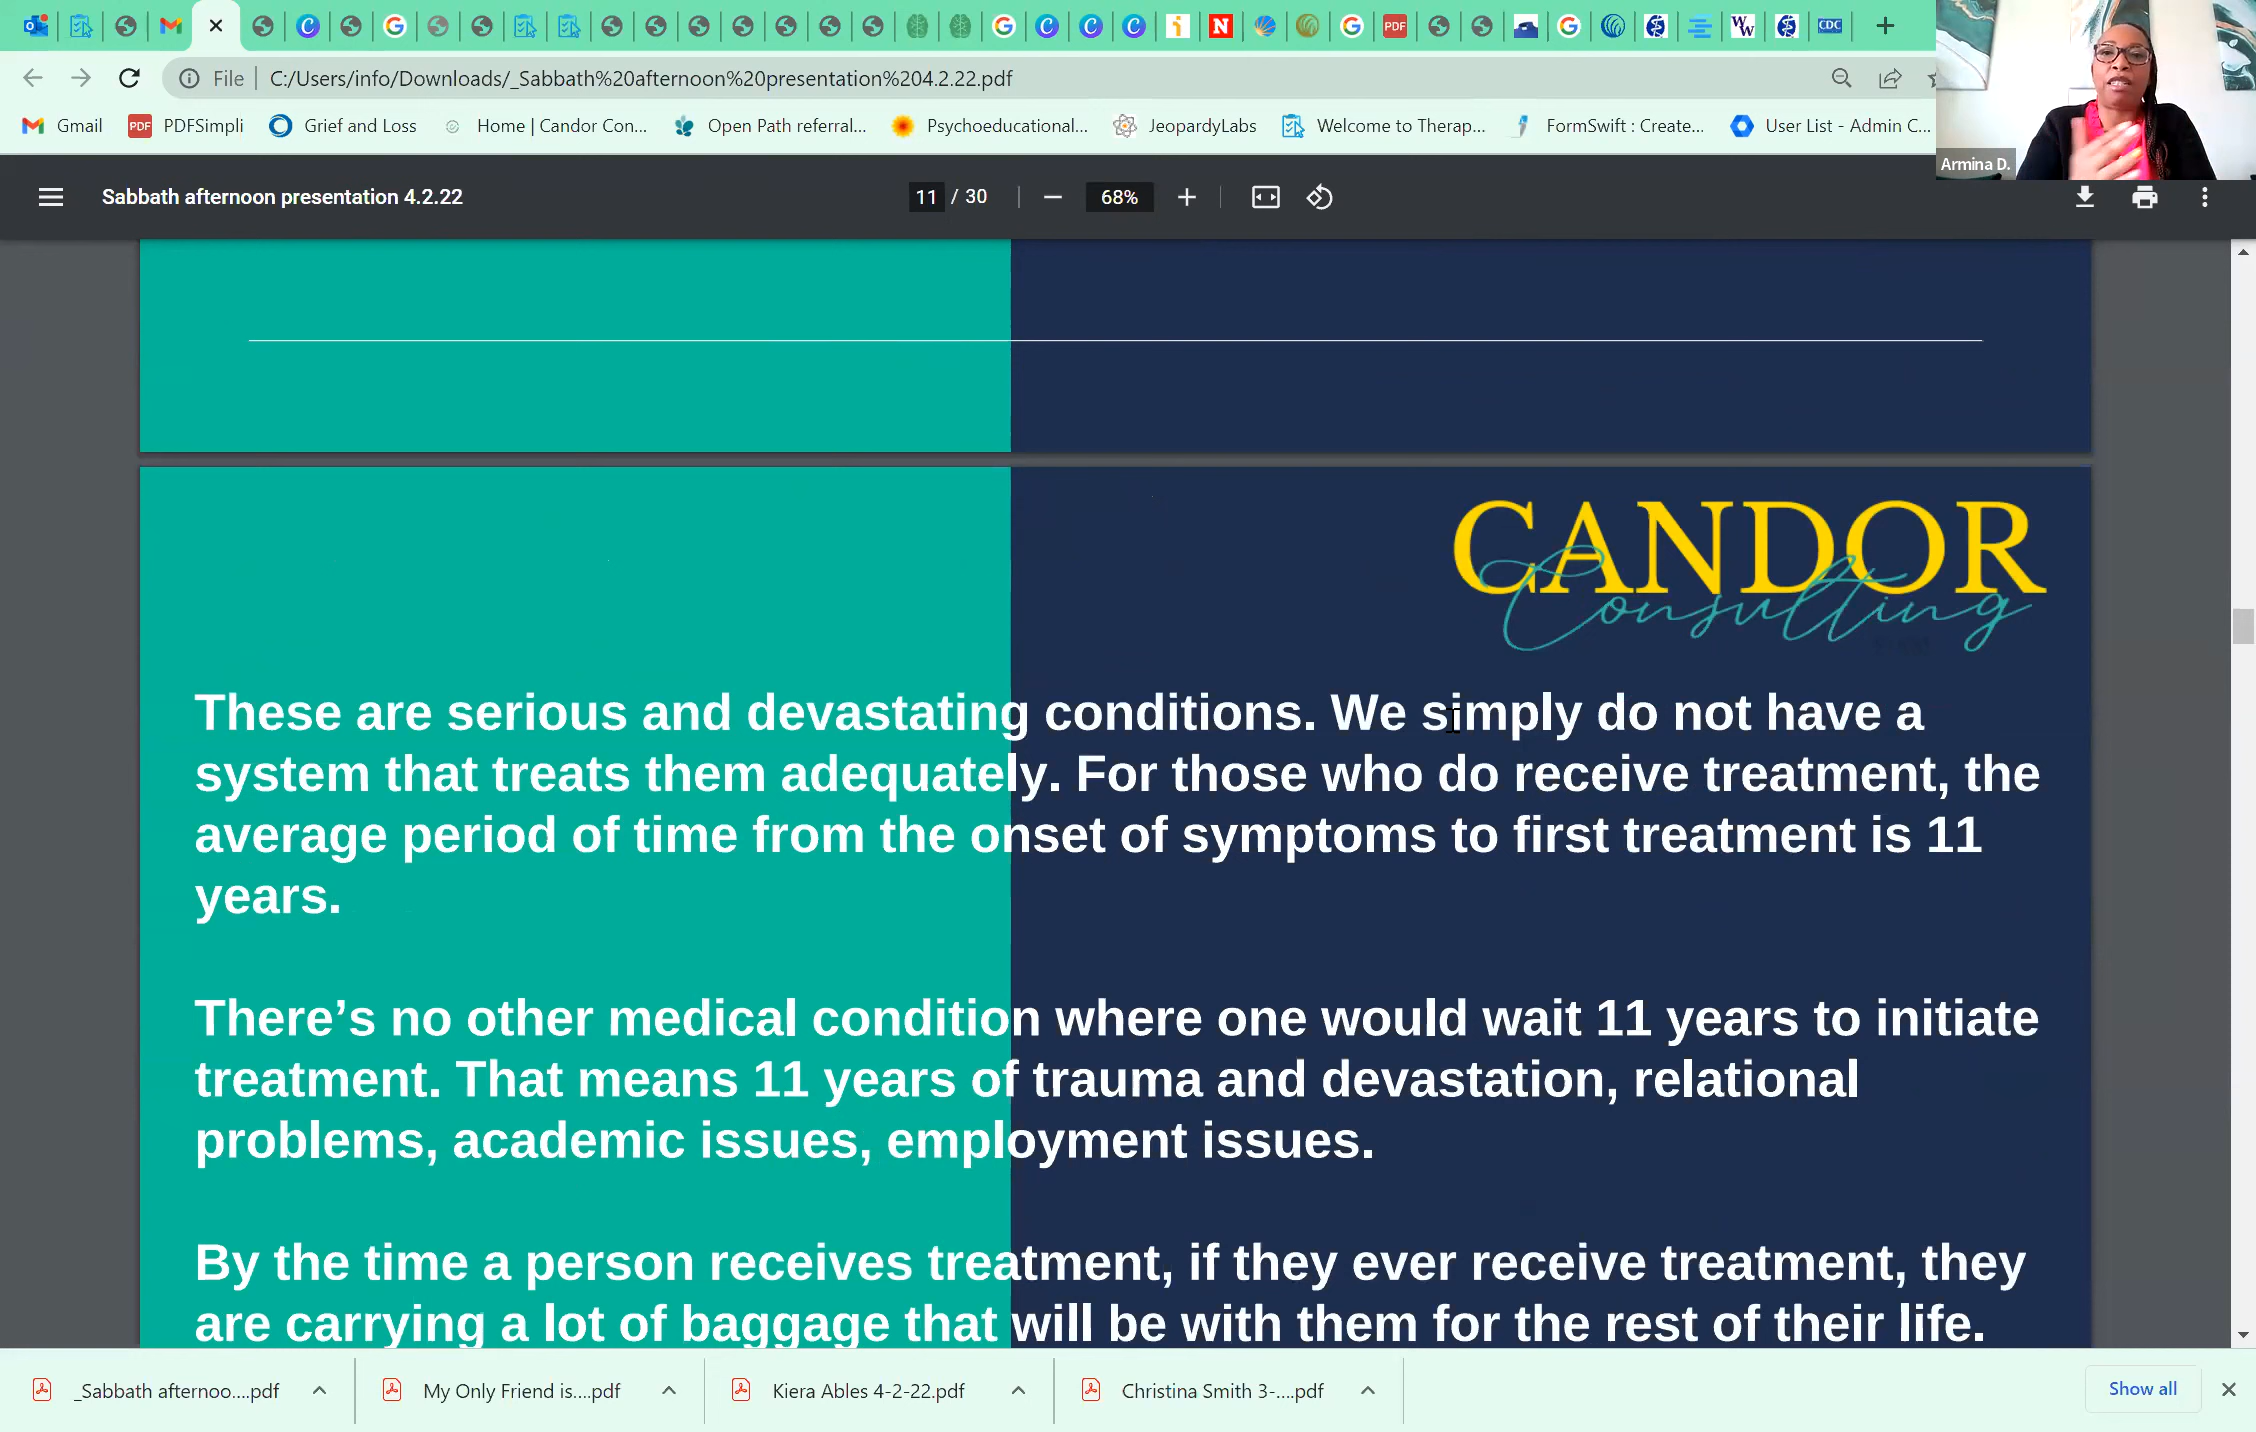 File C:/Users/info/Downloads/_Sabbath%20afternoon%20presentation%204.2.22.pdf
Gmail PDFSimpli Grief and Loss Home | Candor Con... Open Path referral... Psychoeducational... JeopardyLabs Welcome to Therap... FormSwift : Create... User List - Admin C...
Armina D.
Sabbath afternoon presentation 4.2.22 11 / 30 68%
CANDOR
Consulting
These are serious and devastating conditions. We simply do not have a
system that treats them adequately. For those who do receive treatment, the
average period of time from the onset of symptoms to first treatment is 11
years.
There’s no other medical condition where one would wait 11 years to initiate
treatment. That means 11 years of trauma and devastation, relational
problems, academic issues, employment issues.
By the time a person receives treatment, if they ever receive treatment, they
are carrying a lot of baggage that will be with them for the rest of their life.
_Sabbath afternoo....pdf My Only Friend is....pdf Kiera Ables 4-2-22.pdf Christina Smith 3-....pdf Show all